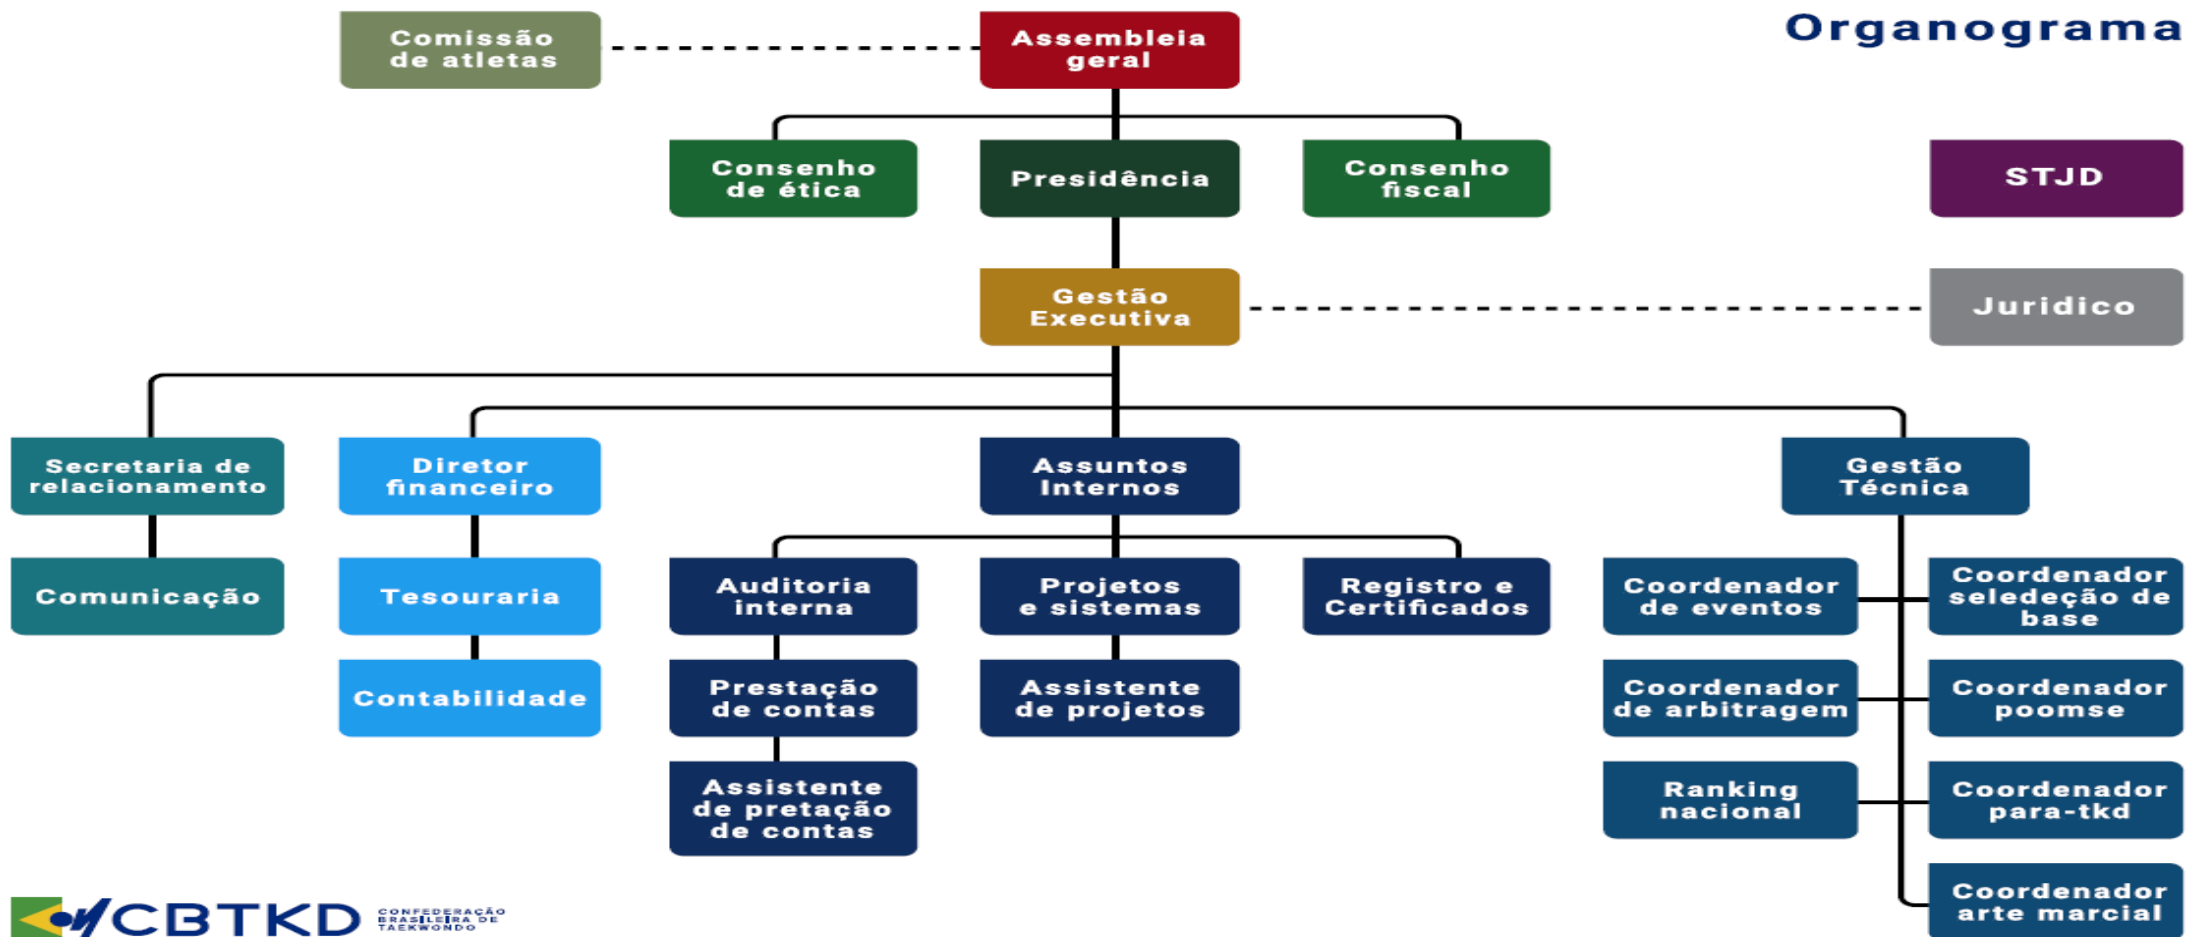 Organograma
Comissão
de atletas
Assembleia
geral
Consenho
de ética
Presidência
Consenho
fiscal
STJD
Gestão
Executiva
Juridico
Secretaria de
relacionamento
Diretor
financeiro
Assuntos
Internos
Gestão
Técnica
Comunicação
Tesouraria
Auditoria
interna
Projetos
e sistemas
Registro e
Certificados
Coordenador
de eventos
Coordenador
seledeção de
base
Contabilidade
Prestação
de contas
Assistente
de projetos
Coordenador
de arbitragem
Coordenador
poomse
Assistente
de pretação
de contas
Ranking
nacional
Coordenador
para-tkd
Coordenador
arte marcial
CBTKD
CONFEDERAÇÃO
BRASILEIRA DE
TAEKWONDO